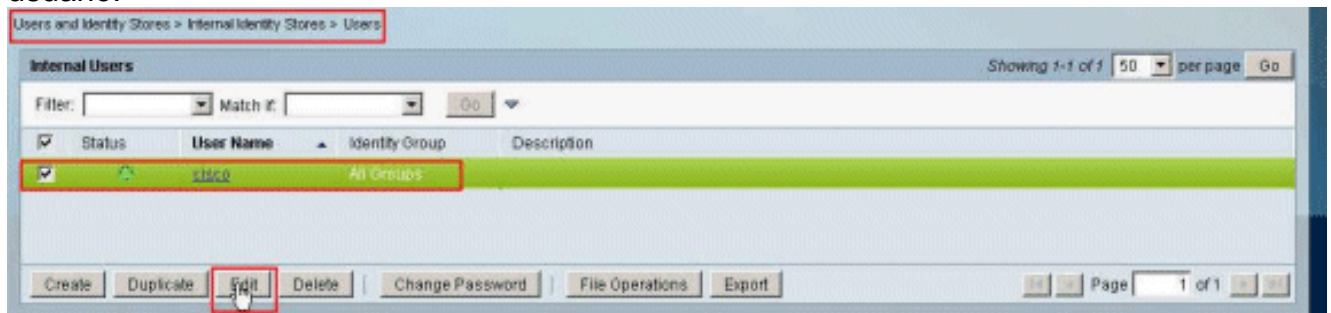 usuario.
Users and Identity Stores > Internal Identity Stores > Users
Internal Users Showing 1-1 of 1 50 per page Go
Filter: Match if: Go
Status User Name Identity Group Description
cisco All Groups
Create Duplicate Edit Delete | Change Password | File Operations Export Page 1 of 1